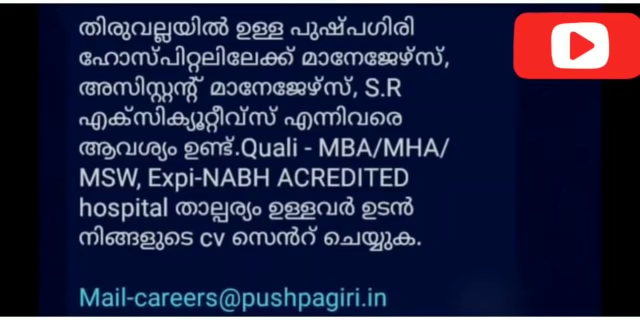 തിരുവല്ലയിൽ ഉള്ള പുഷ്പഗിരി
ഹോസ്പിറ്റലിലേക്ക് മാനേജേഴ്സ്,
അസിസ്റ്റന്റ് മാനേജേഴ്സ്, S.R
എക്സിക്യൂറ്റീവ്സ് എന്നിവരെ
ആവശ്യം ഉണ്ട്.Quali - MBA/MHA/
MSW, Expi-NABH ACREDITED
hospital താല്പര്യം ഉള്ളവർ ഉടൻ
നിങ്ങളുടെ cv സെൻറ് ചെയ്യുക.
Mail-careers@pushpagiri.in